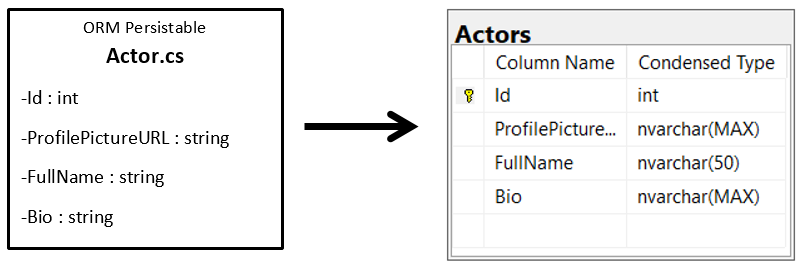 ORM Persistable
Actor.cs
-Id : int
-ProfilePictureURL : string
-FullName : string
-Bio : string
Actors
Column Name Condensed Type
Id int
ProfilePicture... nvarchar(MAX)
FullName nvarchar(50)
Bio nvarchar(MAX)